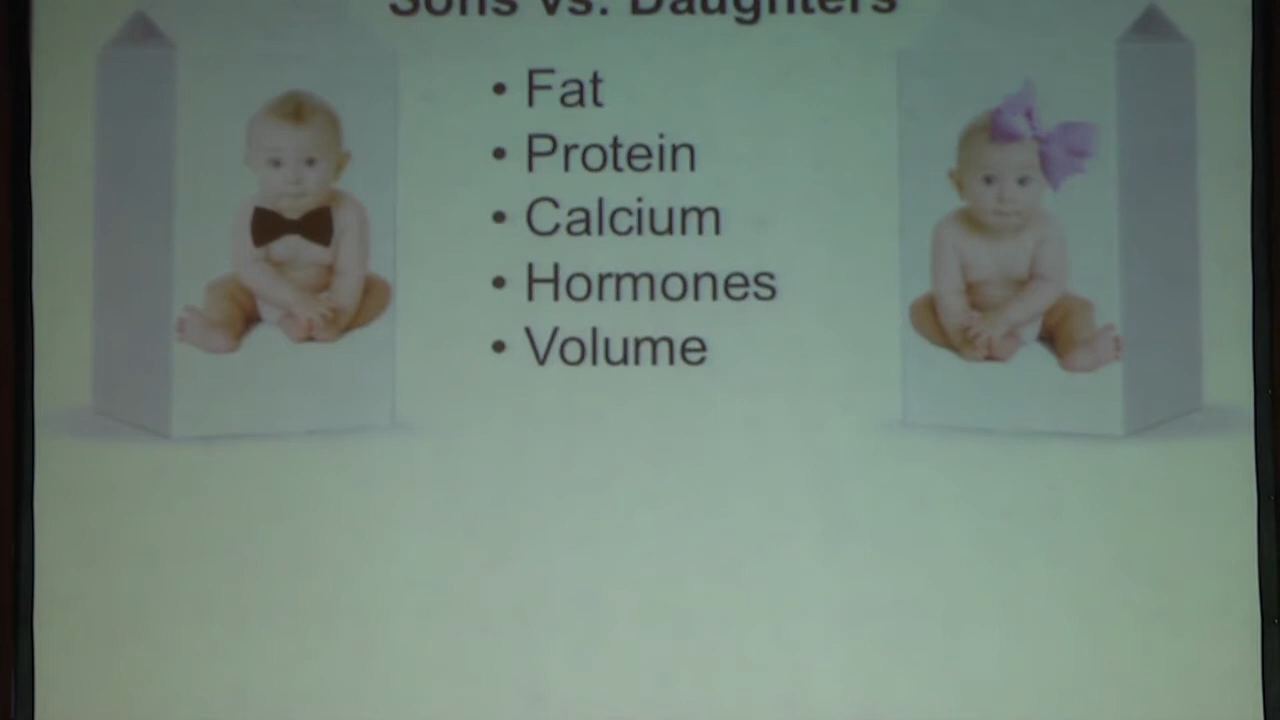 Sons vs. Daughters
• Fat
• Protein
• Calcium
• Hormones
• Volume